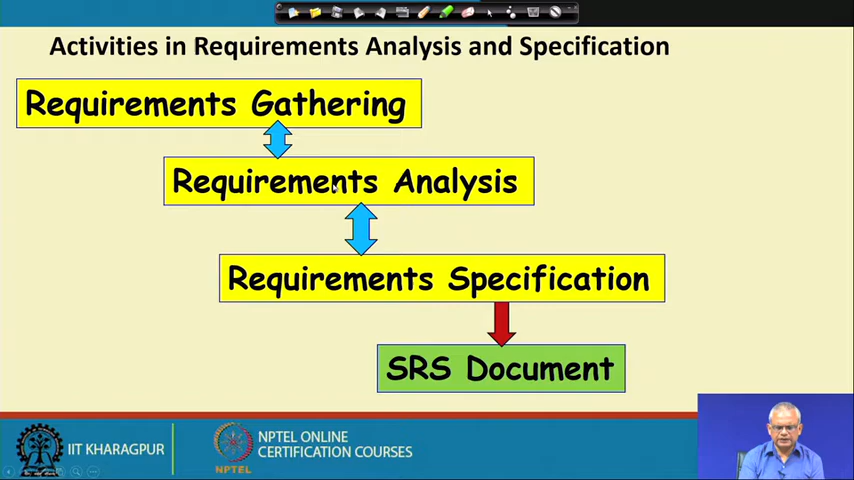 Activities in Requirements Analysis and Specification
Requirements Gathering
Requirements Analysis
Requirements Specification
SRS Document
IIT KHARAGPUR
NPTEL
NPTEL ONLINE
CERTIFICATION COURSES